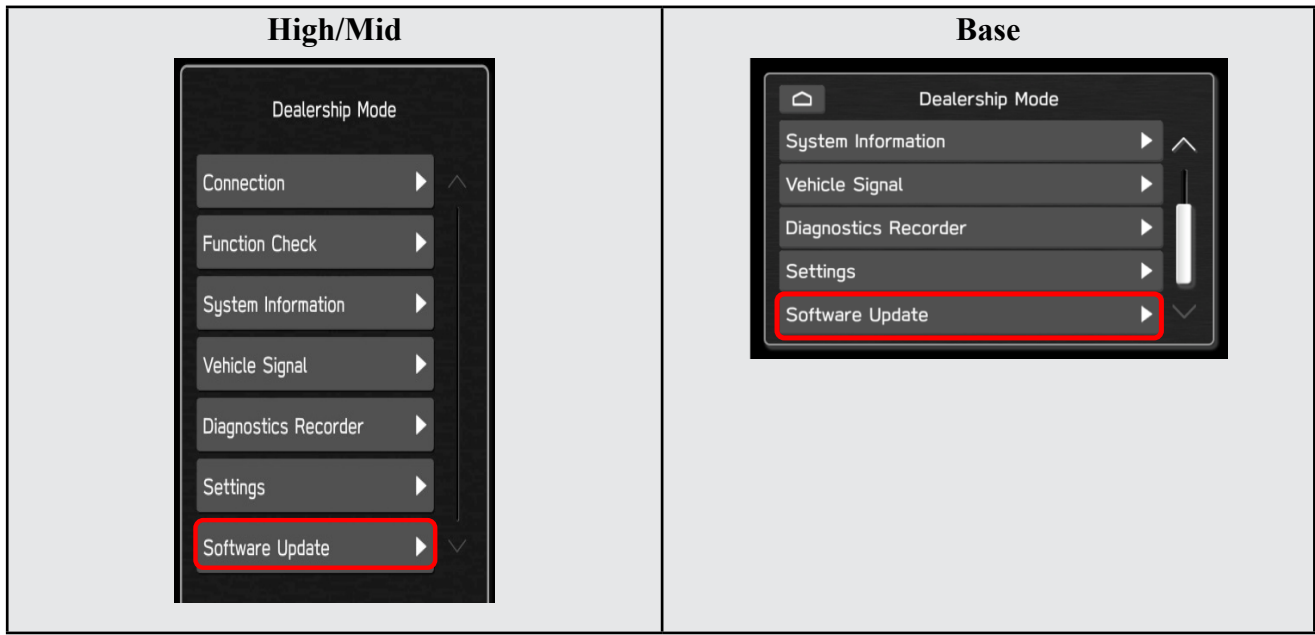 High/Mid
Dealership Mode
Connection
Function Check
System Information
Vehicle Signal
Diagnostics Recorder
Settings
Software Update
Base
Dealership Mode
System Information
Vehicle Signal
Diagnostics Recorder
Settings
Software Update